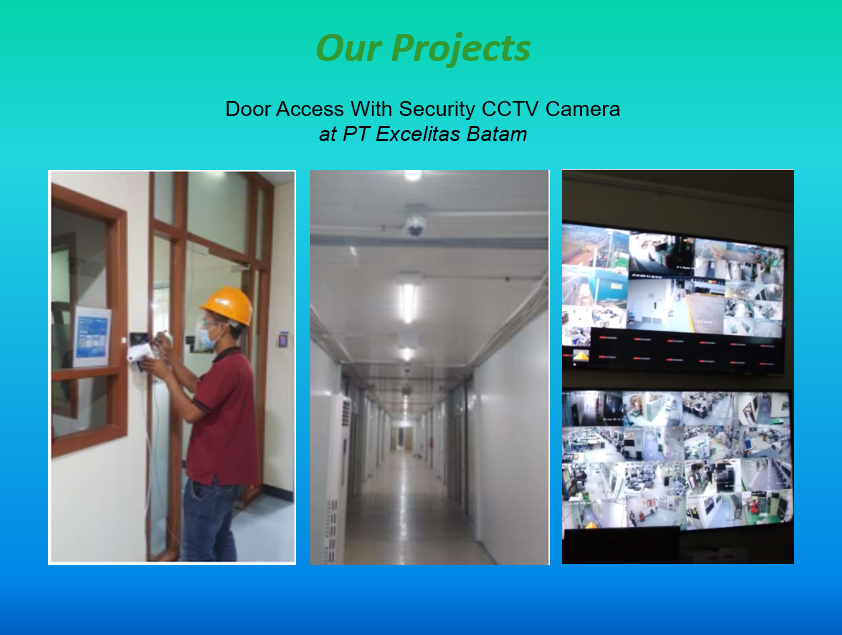 Our Projects
Door Access With Security CCTV Camera
at PT Excelitas Batam